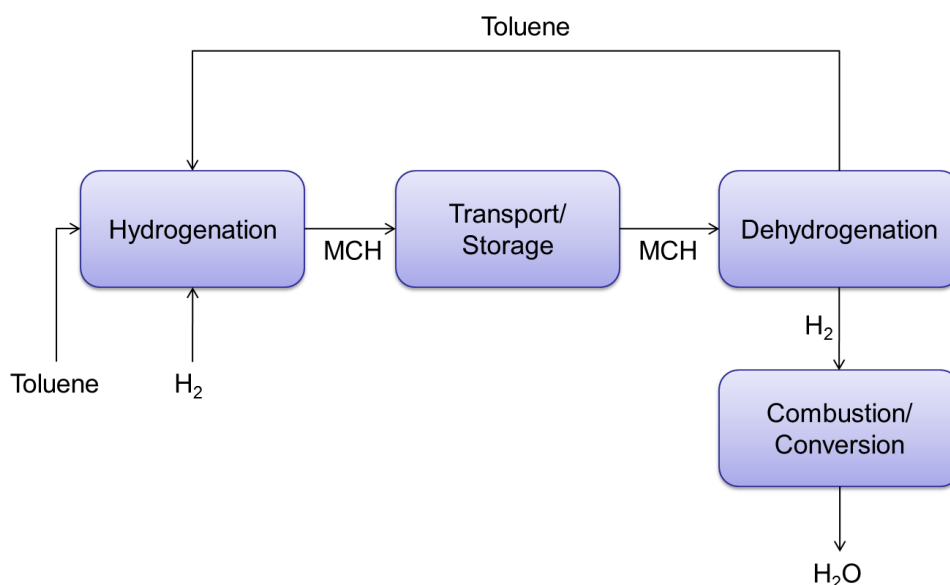 Toluene
Hydrogenation
Transport/
Storage
Dehydrogenation
MCH
MCH
H₂
Toluene
H₂
Combustion/
Conversion
H₂O